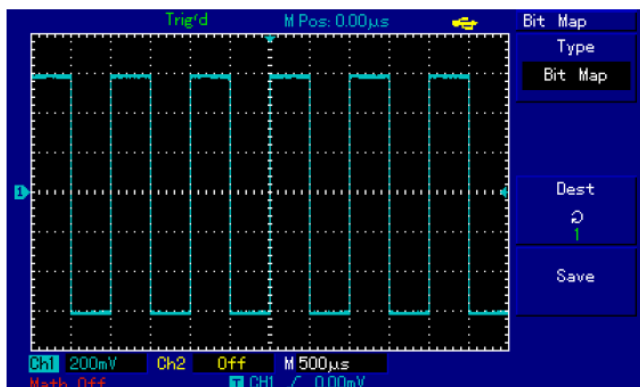 Trig'd M Pos: 0.00μs Bit Map
Type
Bit Map
1
Dest
1
Save
Ch1 200mV Ch2 Off M 500μs
Math Off T CH1 / 0.00mV